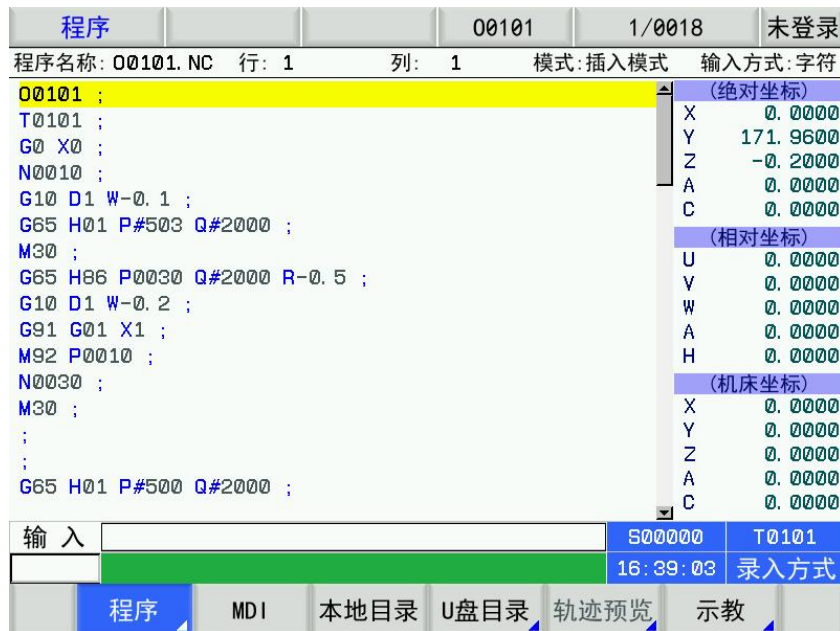 程序 O0101 1/0018 未登录
程序名称: O0101.NC 行: 1 列: 1 模式:插入模式 输入方式:字符
O0101 ;
T0101 ;
G0 X0 ;
N0010 ;
G10 D1 W-0.1 ;
G65 H01 P#503 Q#2000 ;
M30 ;
G65 H86 P0030 Q#2000 R-0.5 ;
G10 D1 W-0.2 ;
G91 G01 X1 ;
M92 P0010 ;
N0030 ;
M30 ;
;
;
G65 H01 P#500 Q#2000 ;
(绝对坐标)
X 0.0000
Y 171.9600
Z -0.2000
A 0.0000
C 0.0000
(相对坐标)
U 0.0000
V 0.0000
W 0.0000
A 0.0000
H 0.0000
(机床坐标)
X 0.0000
Y 0.0000
Z 0.0000
A 0.0000
C 0.0000
输入 S00000 T0101
16:39:03 录入方式
程序 MDI 本地目录 U盘目录 轨迹预览 示教